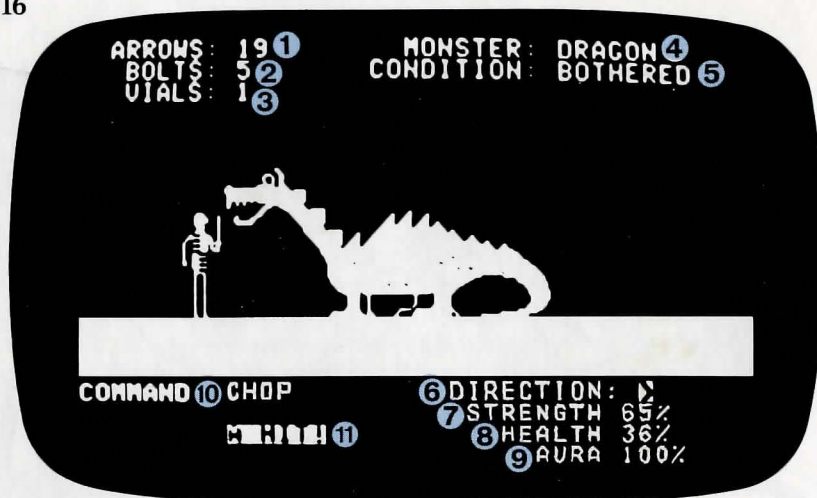 16
ARROWS: 19 1
BOLTS: 5 2
VIALS: 1 3
MONSTER: DRAGON 4
CONDITION: BOTHERED 5
COMMAND 10 CHOP
11
6 DIRECTION:
7 STRENGTH 65%
8 HEALTH 36%
9 AURA 100%